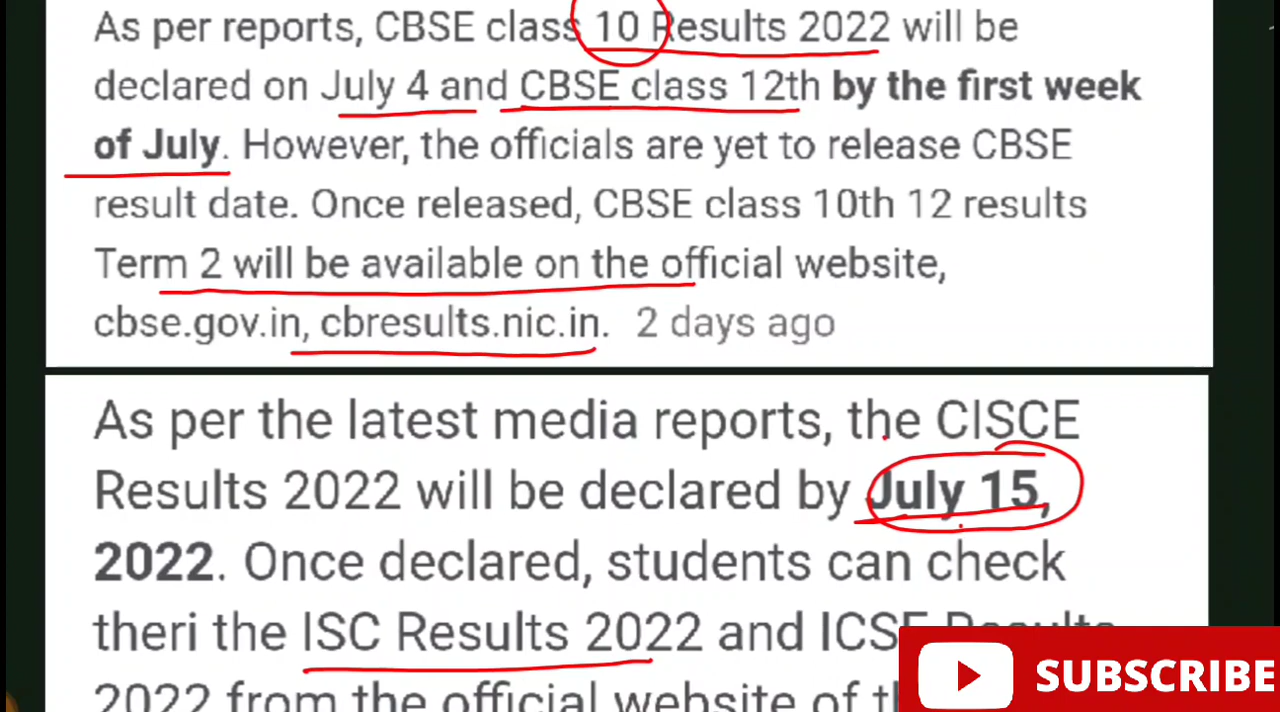 As per reports, CBSE class 10 Results 2022 will be
declared on July 4 and CBSE class 12th by the first week
of July. However, the officials are yet to release CBSE
result date. Once released, CBSE class 10th 12 results
Term 2 will be available on the official website,
cbse.gov.in, cbresults.nic.in. 2 days ago
As per the latest media reports, the CISCE
Results 2022 will be declared by July 15,
2022. Once declared, students can check
theri the ISC Results 2022 and ICSE Results
2022 from the official website of
SUBSCRIBE